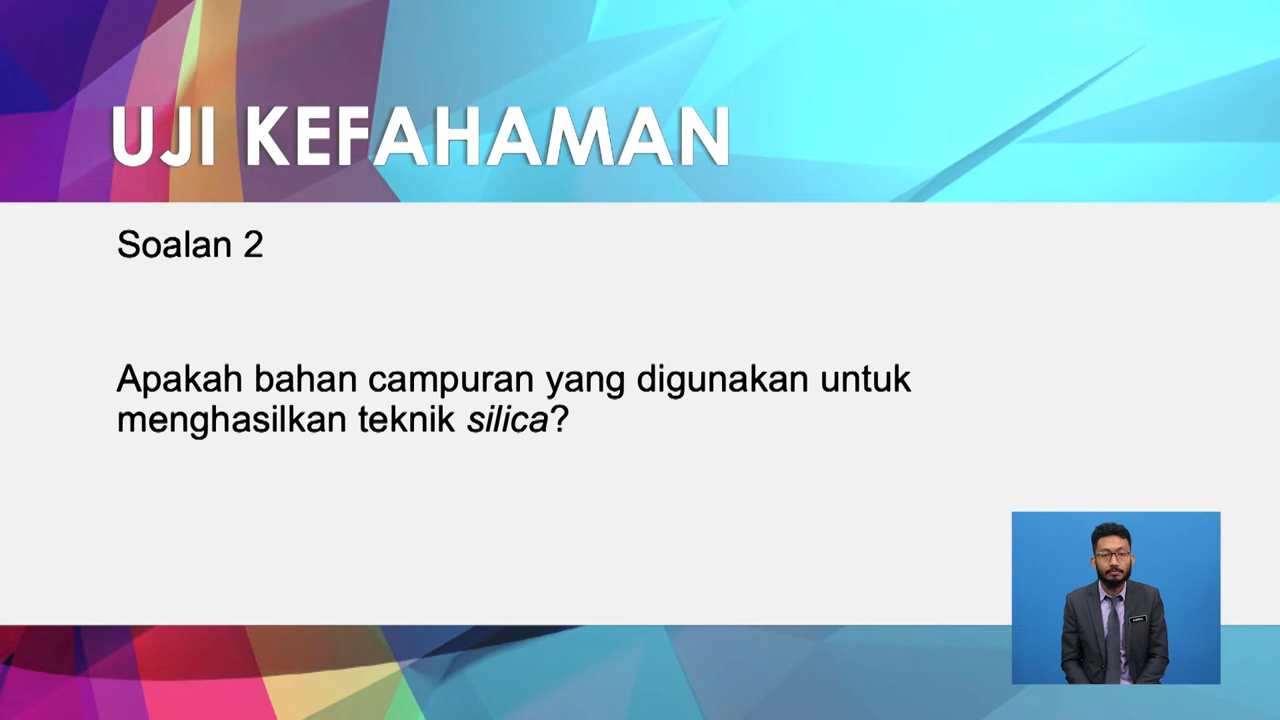 UJI KEFAHAMAN
Soalan 2
Apakah bahan campuran yang digunakan untuk
menghasilkan teknik silica?